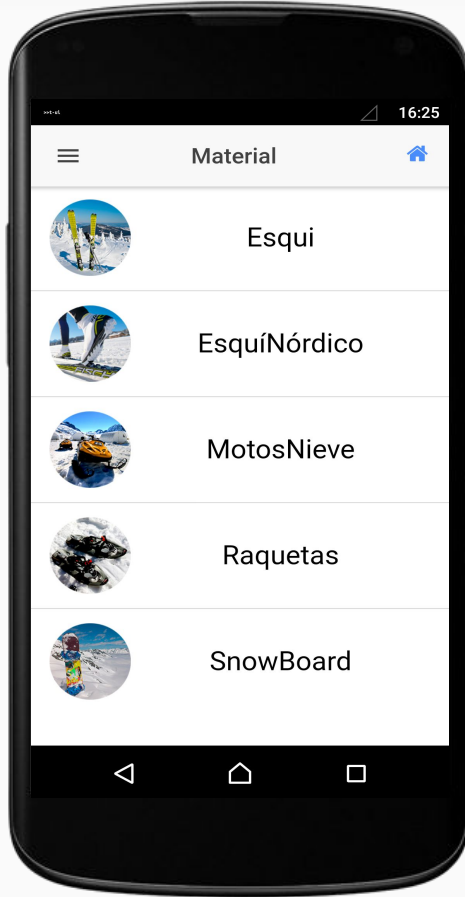 16:25
Material
Esqui
EsquíNórdico
MotosNieve
Raquetas
SnowBoard